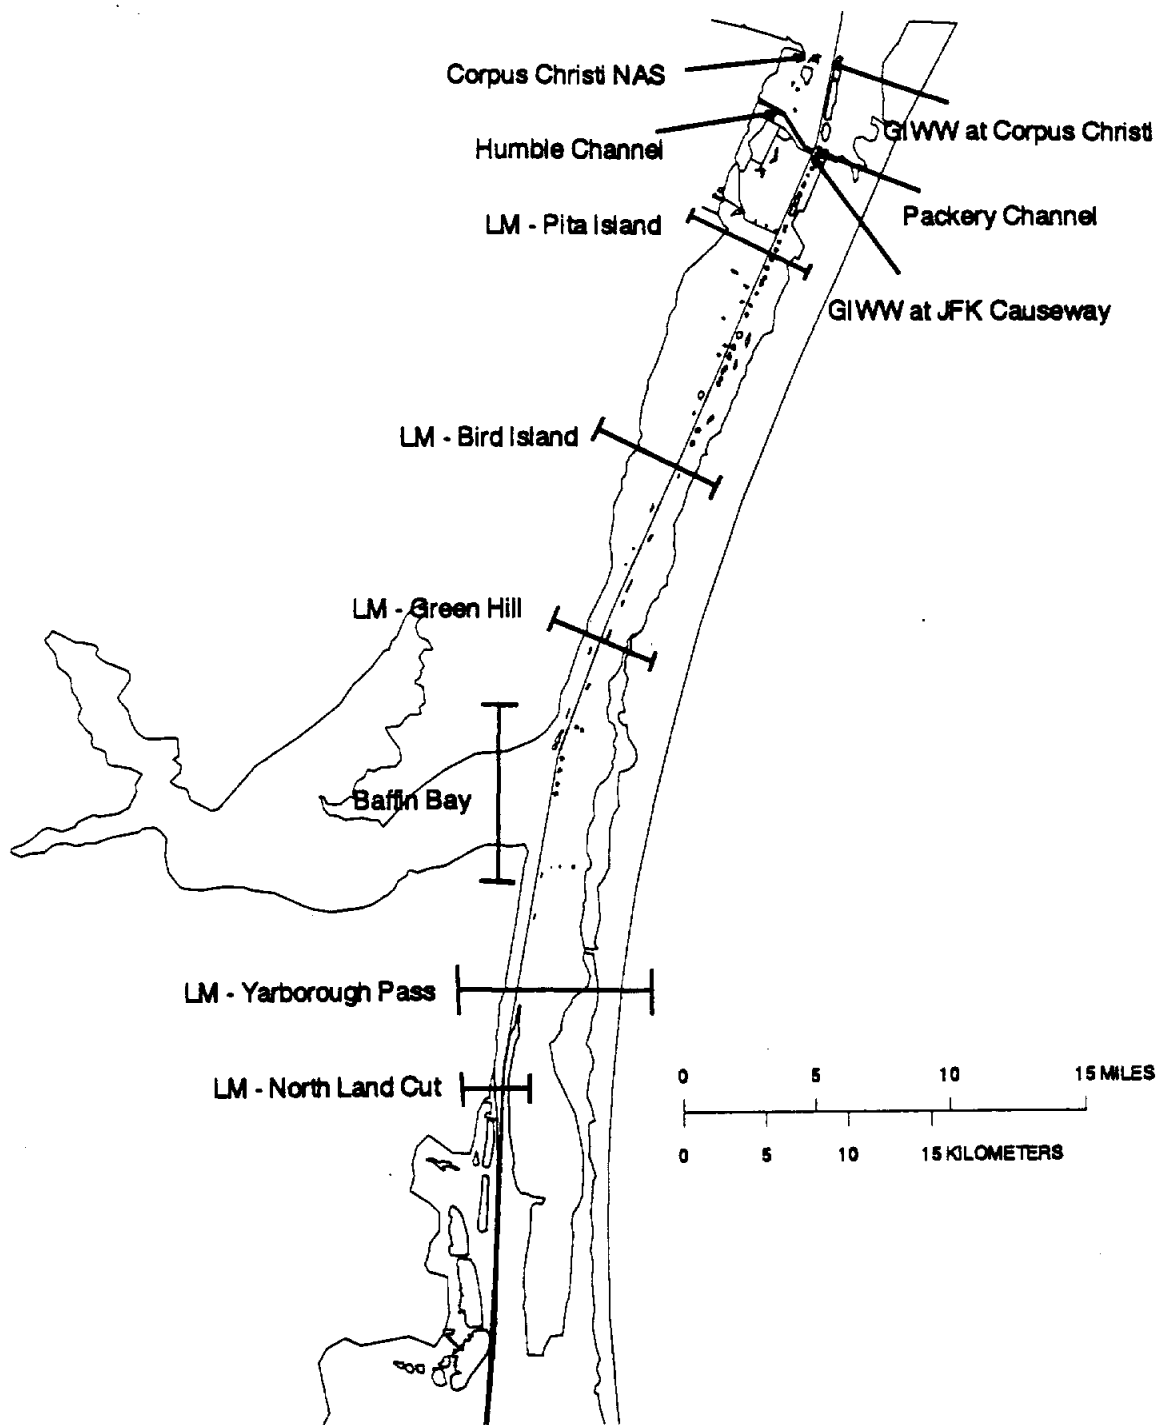 Corpus Christi NAS
GIWW at Corpus Christi
Humble Channel
Packery Channel
LM - Pita Island
GIWW at JFK Causeway
LM - Bird Island
LM - Green Hill
Baffin Bay
LM - Yarborough Pass
LM - North Land Cut
0 5 10 15 MILES
0 5 10 15 KILOMETERS